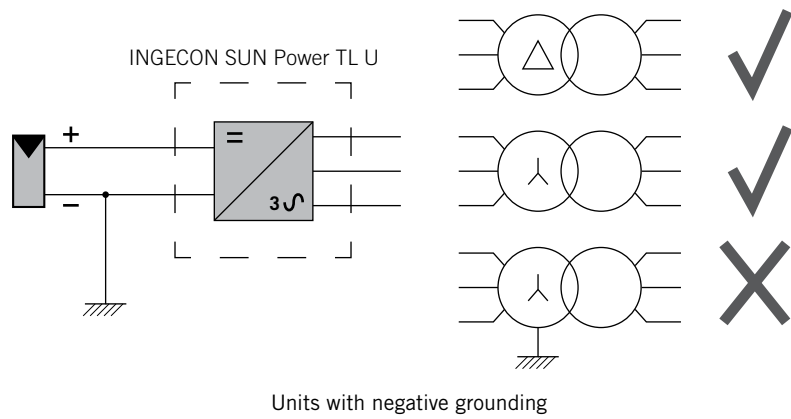 INGECON SUN Power TL U
+
=
−
3
Units with negative grounding